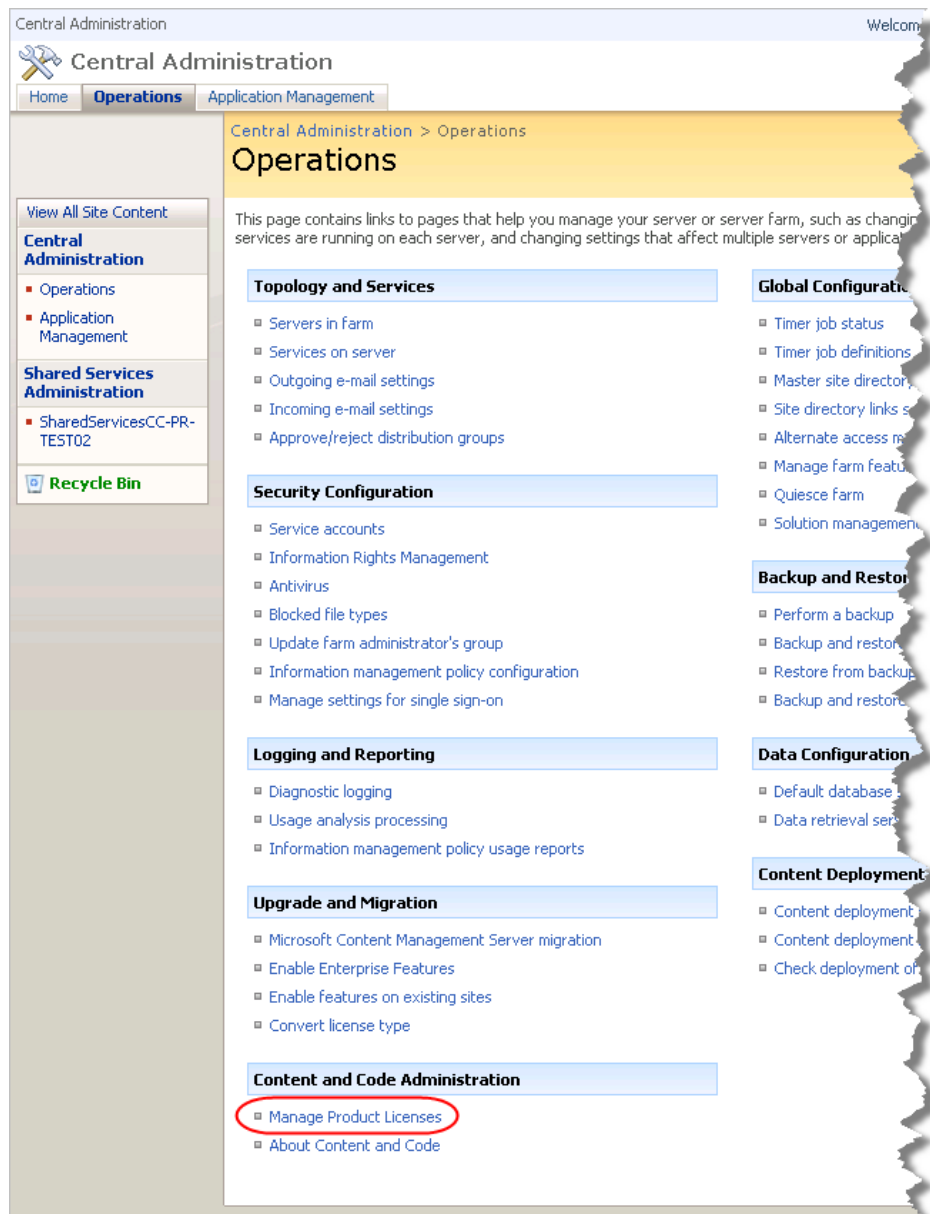 Central Administration
Central Administration
Home Operations Application Management
Central Administration > Operations
Operations
View All Site Content
Central
Administration
Operations
Application
Management
Shared Services
Administration
SharedServicesCC-PR-
TEST02
Recycle Bin
This page contains links to pages that help you manage your server or server farm, such as
services are running on each server, and changing settings that affect multiple servers or
Topology and Services
Servers in farm
Services on server
Outgoing e-mail settings
Incoming e-mail settings
Approve/reject distribution groups
Security Configuration
Service accounts
Information Rights Management
Antivirus
Blocked file types
Update farm administrator's group
Information management policy configuration
Manage settings for single sign-on
Logging and Reporting
Diagnostic logging
Usage analysis processing
Information management policy usage reports
Upgrade and Migration
Microsoft Content Management Server migration
Enable Enterprise Features
Enable features on existing sites
Convert license type
Content and Code Administration
Manage Product Licenses
About Content and Code
Global
Timer job status
Timer job definitions
Master site
Site directory links
Alternate access
Manage farm
Quiesce farm
Solution
Backup and
Perform a backup
Backup and
Restore from
Backup and
Data Configuration
Default database
Data retrieval
Content Deployment
Content deployment
Content deployment
Check deployment of